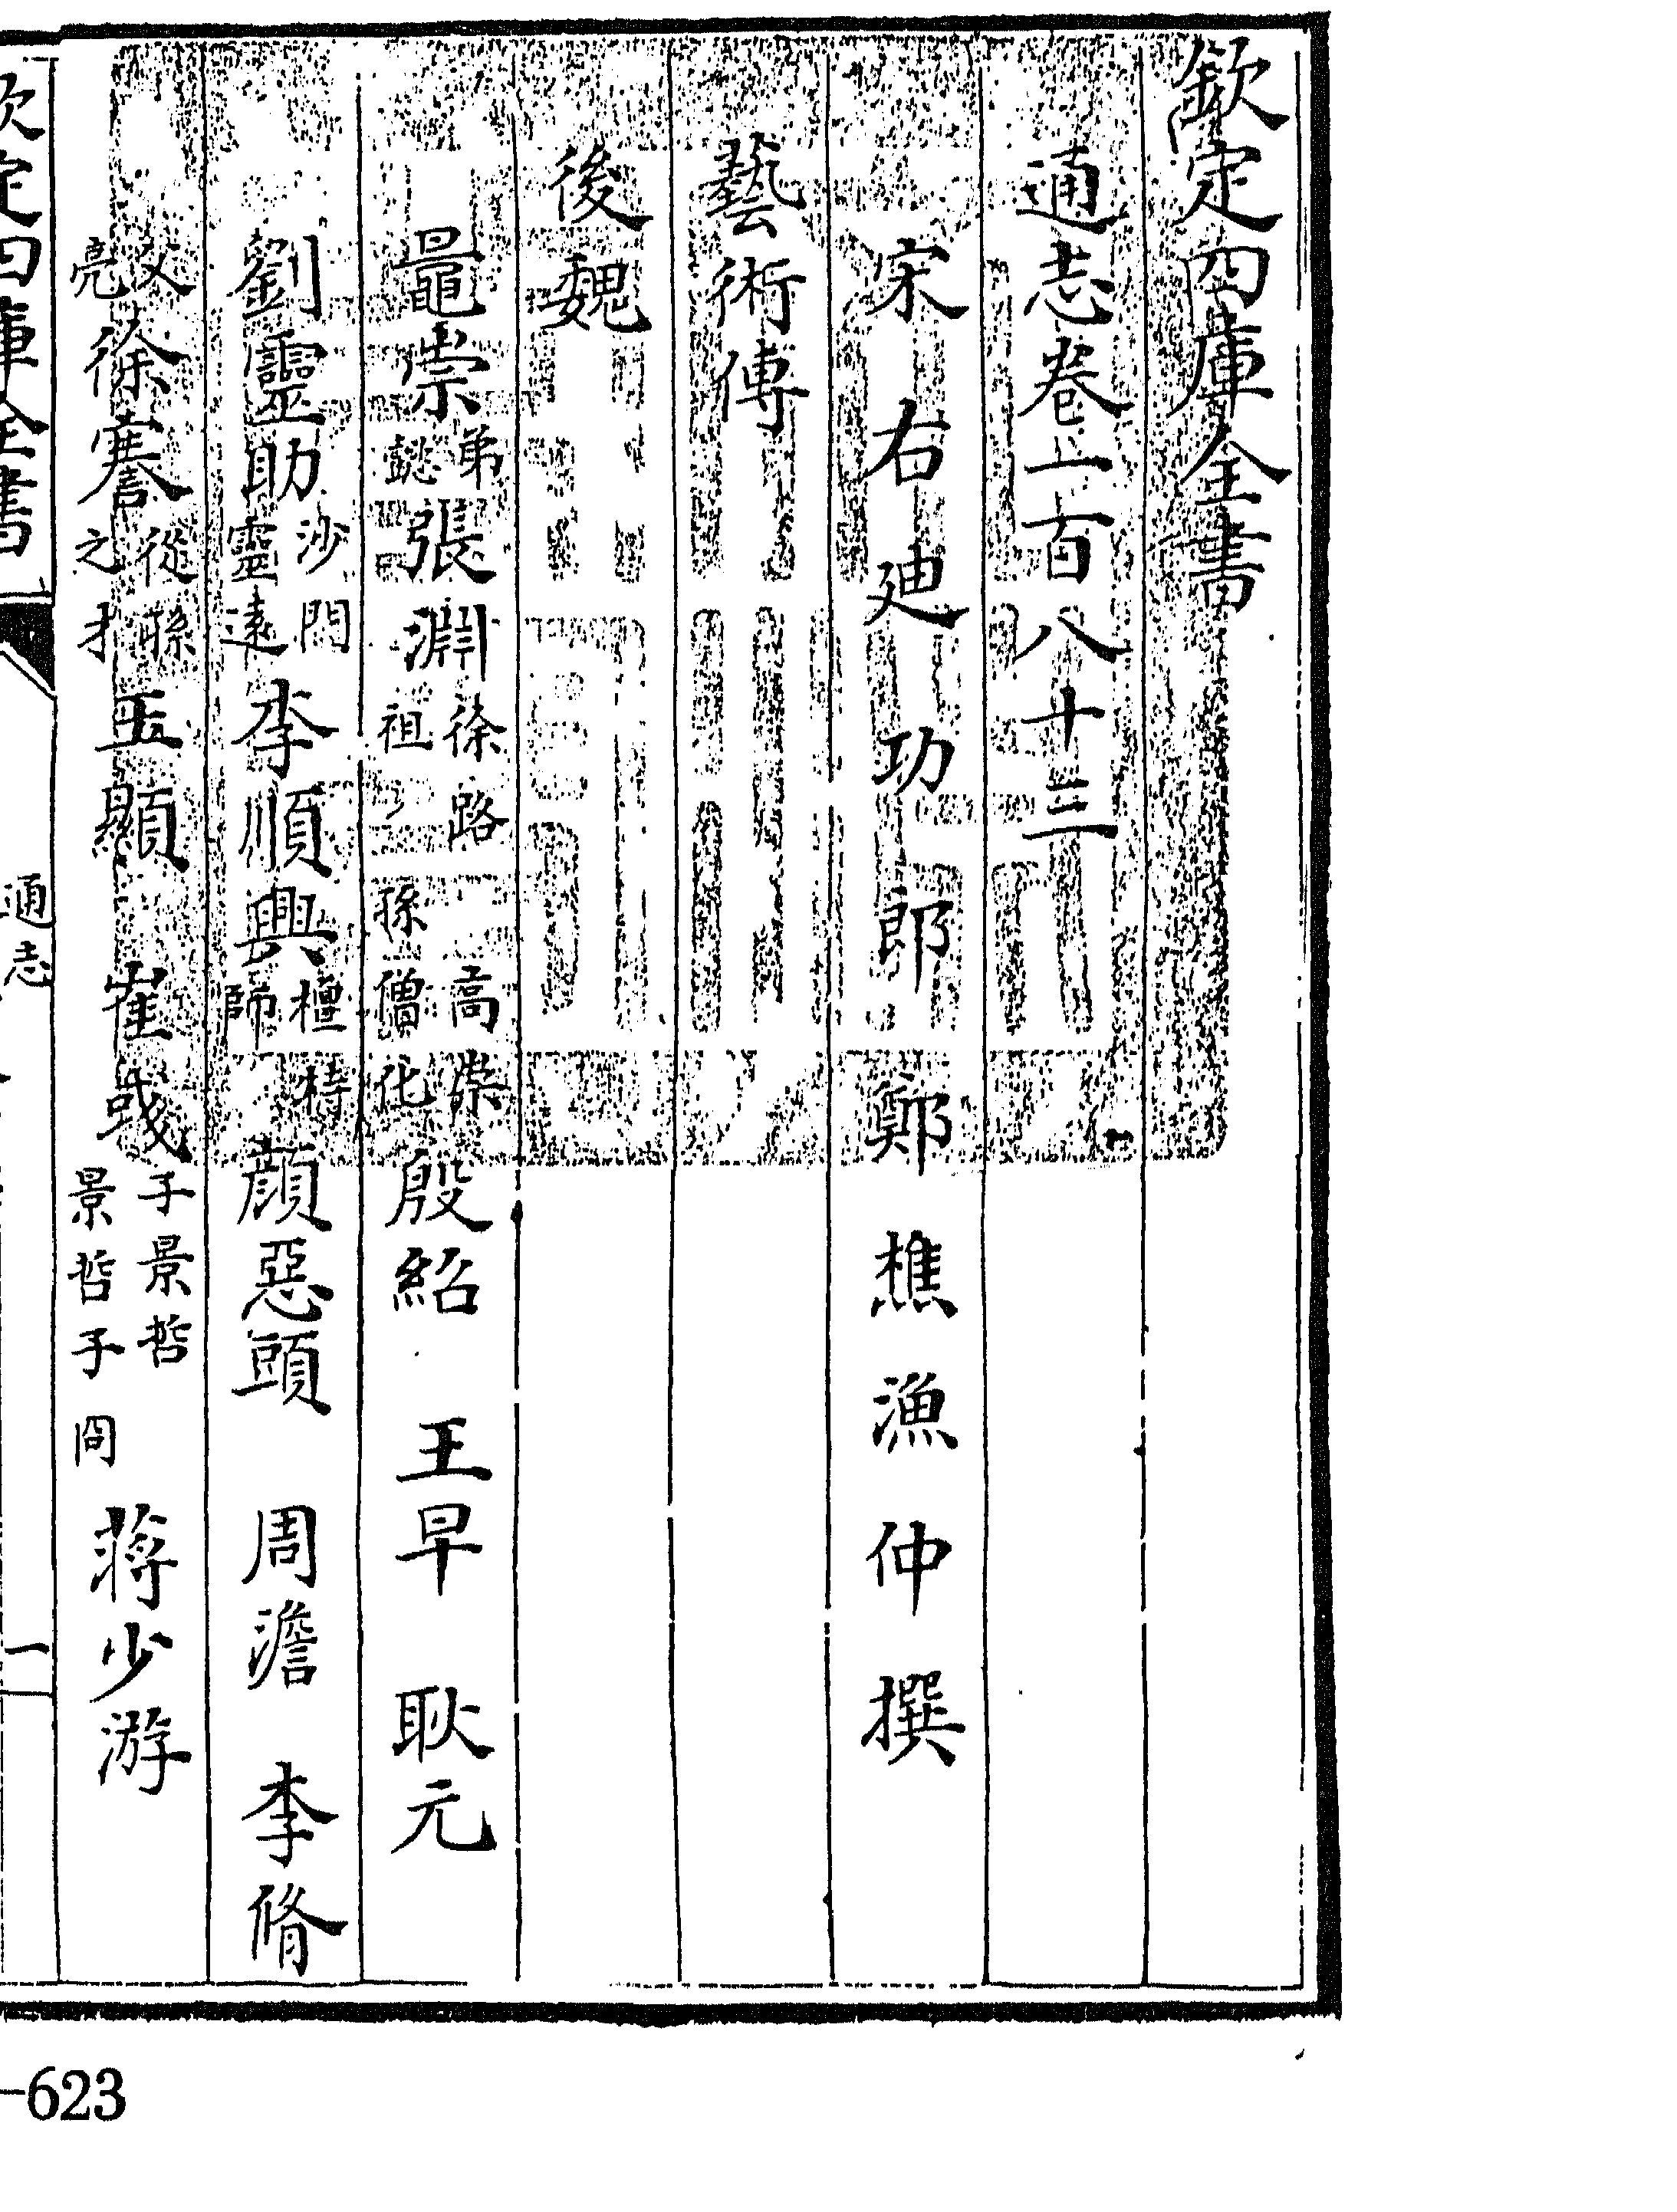 欽定四庫全書
通志卷一百八十三
宋右廸功郎鄭樵漁仲撰
藝術傳
後魏
鼂崇弟懿張淵徐路祖 孫高崇僧化殷紹 王早 耿元
劉靈助沙門靈遠李順興檀特師顔惡頭 周澹 李脩
父亮徐謇從孫之才王顯 崔彧子景哲景哲子冏 蔣少游
欽定四庫全書
通志
一
-623